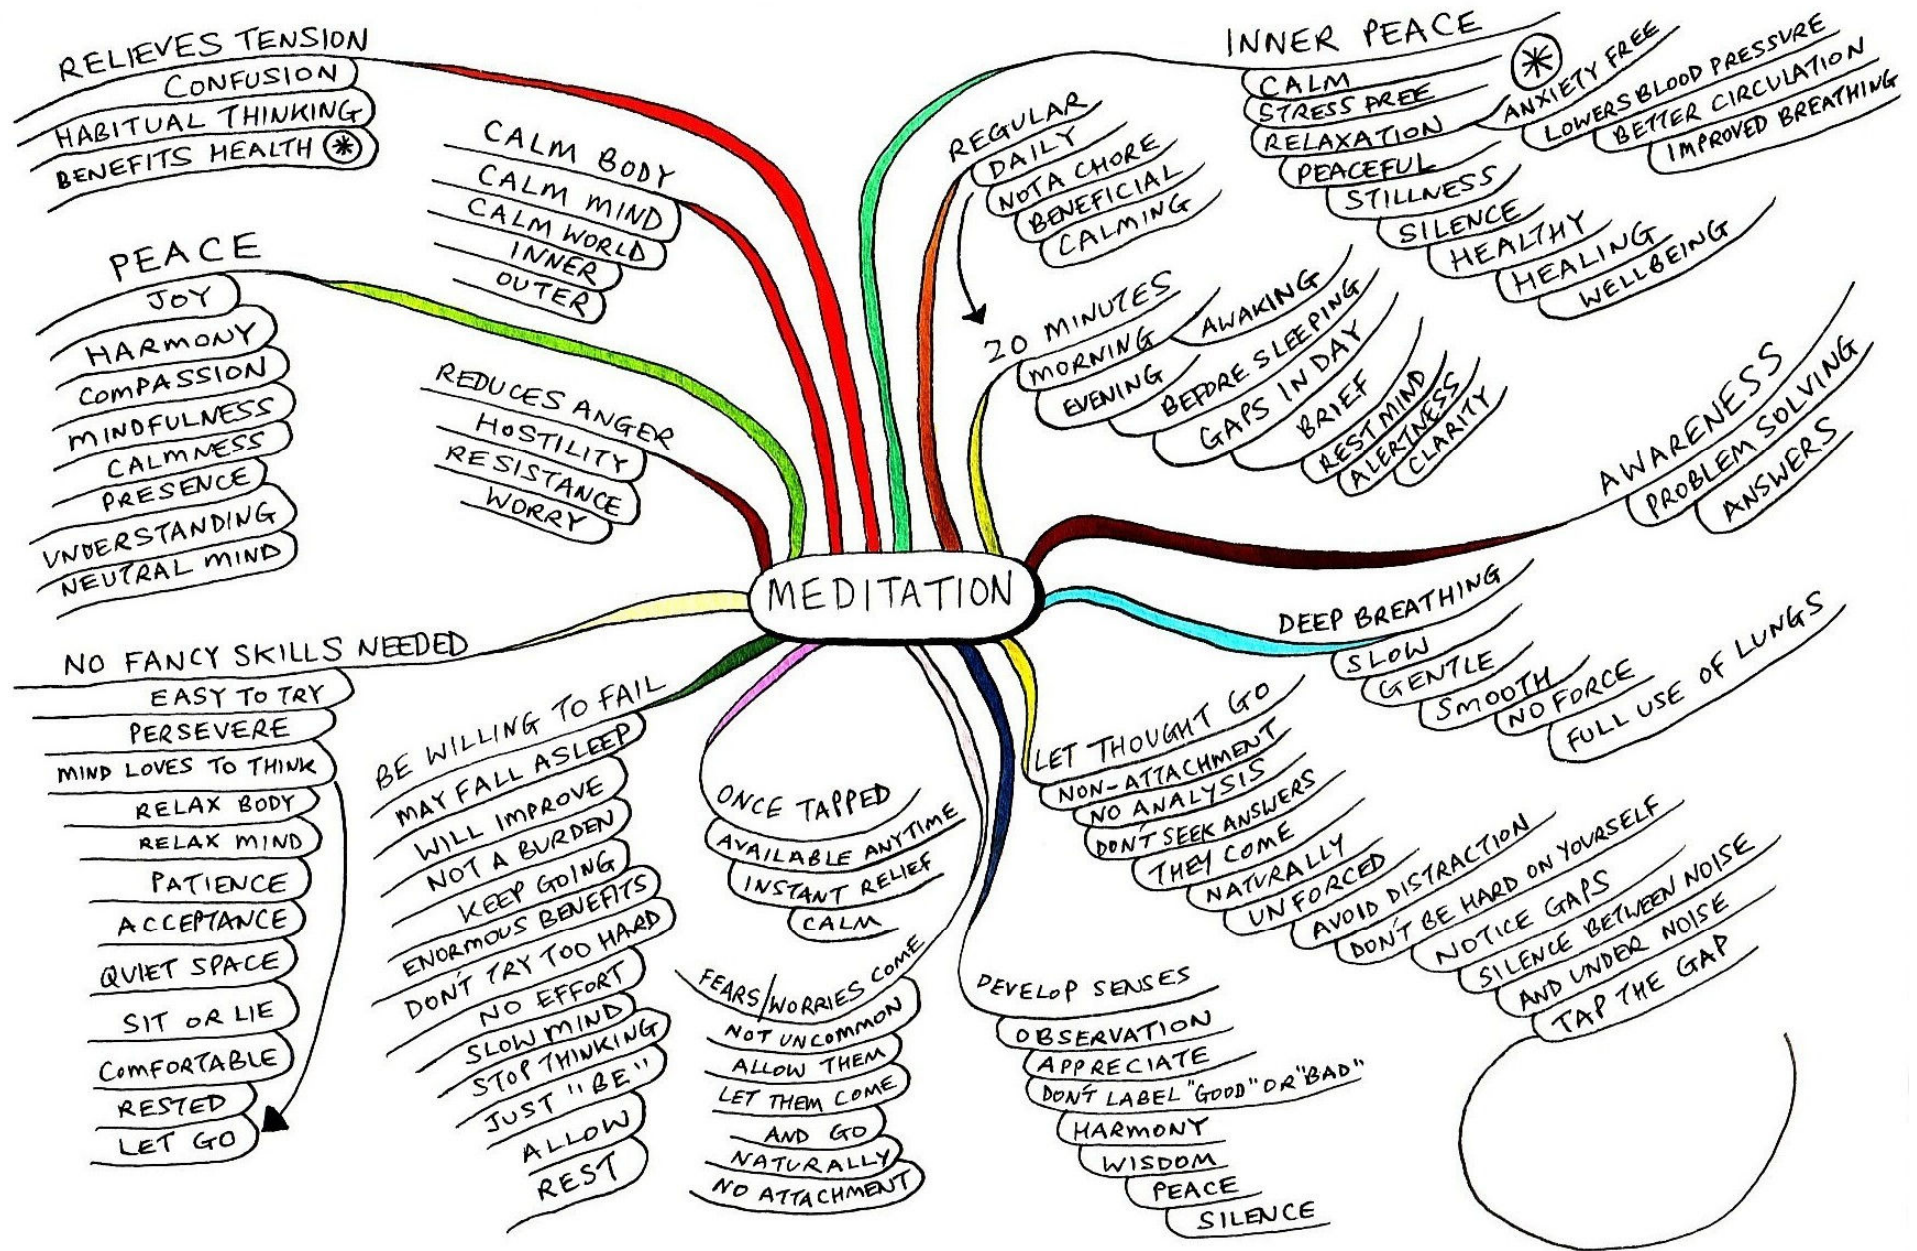 MEDITATION
RELIEVES TENSION
CONFUSION
HABITUAL THINKING
BENEFITS HEALTH
CALM BODY
CALM MIND
CALM WORLD
INNER
OUTER
PEACE
JOY
HARMONY
COMPASSION
MINDFULNESS
CALMNESS
PRESENCE
UNDERSTANDING
NEUTRAL MIND
REDUCES ANGER
HOSTILITY
RESISTANCE
WORRY
NO FANCY SKILLS NEEDED
EASY TO TRY
PERSEVERE
MIND LOVES TO THINK
RELAX BODY
RELAX MIND
PATIENCE
ACCEPTANCE
QUIET SPACE
SIT OR LIE
COMFORTABLE
RESTED
LET GO
BE WILLING TO FAIL
MAY FALL ASLEEP
WILL IMPROVE
NOT A BURDEN
KEEP GOING
ENORMOUS BENEFITS
DON'T TRY TOO HARD
NO EFFORT
SLOW MIND
STOP THINKING
JUST "BE"
ALLOW
REST
ONCE TAPPED
AVAILABLE ANYTIME
INSTANT RELIEF
CALM
FEARS/WORRIES COME
NOT UNCOMMON
ALLOW THEM
LET THEM COME
AND GO
NATURALLY
NO ATTACHMENT
DEVELOP SENSES
OBSERVATION
APPRECIATE
DON'T LABEL "GOOD" OR "BAD"
HARMONY
WISDOM
PEACE
SILENCE
LET THOUGHT GO
NON-ATTACHMENT
NO ANALYSIS
DON'T SEEK ANSWERS
THEY COME
NATURALLY
UNFORCED
AVOID DISTRACTION
DON'T BE HARD ON YOURSELF
NOTICE GAPS
SILENCE BETWEEN NOISE
AND UNDER NOISE
TAP THE GAP
DEEP BREATHING
SLOW
GENTLE
SMOOTH
NO FORCE
FULL USE OF LUNGS
AWARENESS
PROBLEM SOLVING
ANSWERS
20 MINUTES
MORNING
AWAKING
EVENING
BEFORE SLEEPING
GAPS IN DAY
BRIEF
REST MIND
ALERTNESS
CLARITY
REGULAR
DAILY
NOT A CHORE
BENEFICIAL
CALMING
INNER PEACE
CALM
STRESS FREE
RELAXATION
ANXIETY FREE
LOWERS BLOOD PRESSURE
BETTER CIRCULATION
IMPROVED BREATHING
PEACEFUL
STILLNESS
SILENCE
HEALTHY
HEALING
WELLBEING